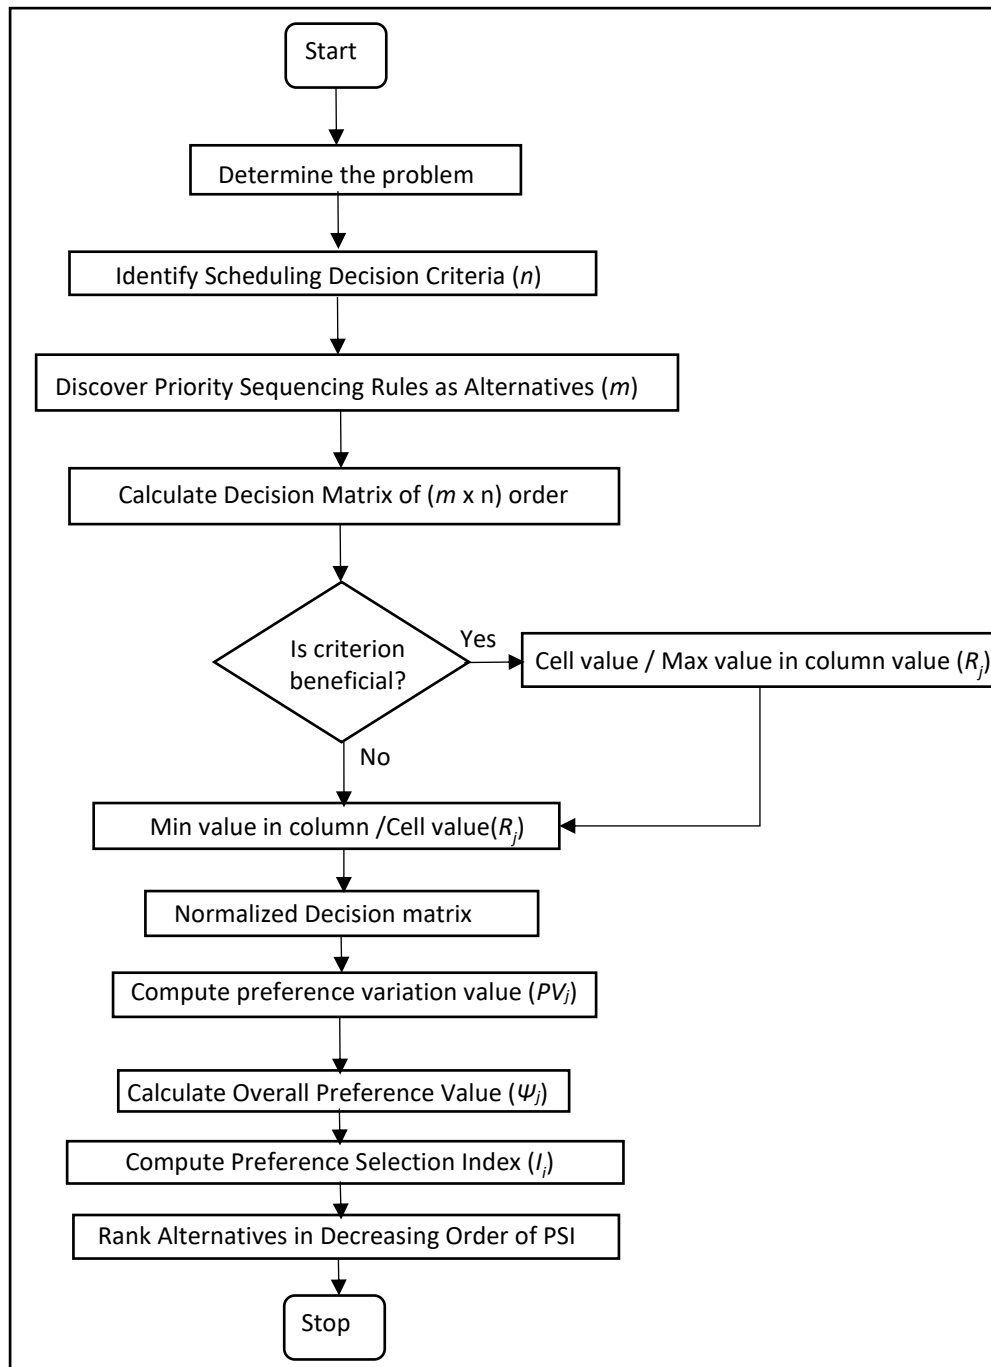 Start
Determine the problem
Identify Scheduling Decision Criteria (n)
Discover Priority Sequencing Rules as Alternatives (m)
Calculate Decision Matrix of (m x n) order
Is criterion
beneficial?
Yes
Cell value / Max value in column value (Rj)
No
Min value in column /Cell value(Rj)
Normalized Decision matrix
Compute preference variation value (PVj)
Calculate Overall Preference Value (Ψj)
Compute Preference Selection Index (Ii)
Rank Alternatives in Decreasing Order of PSI
Stop